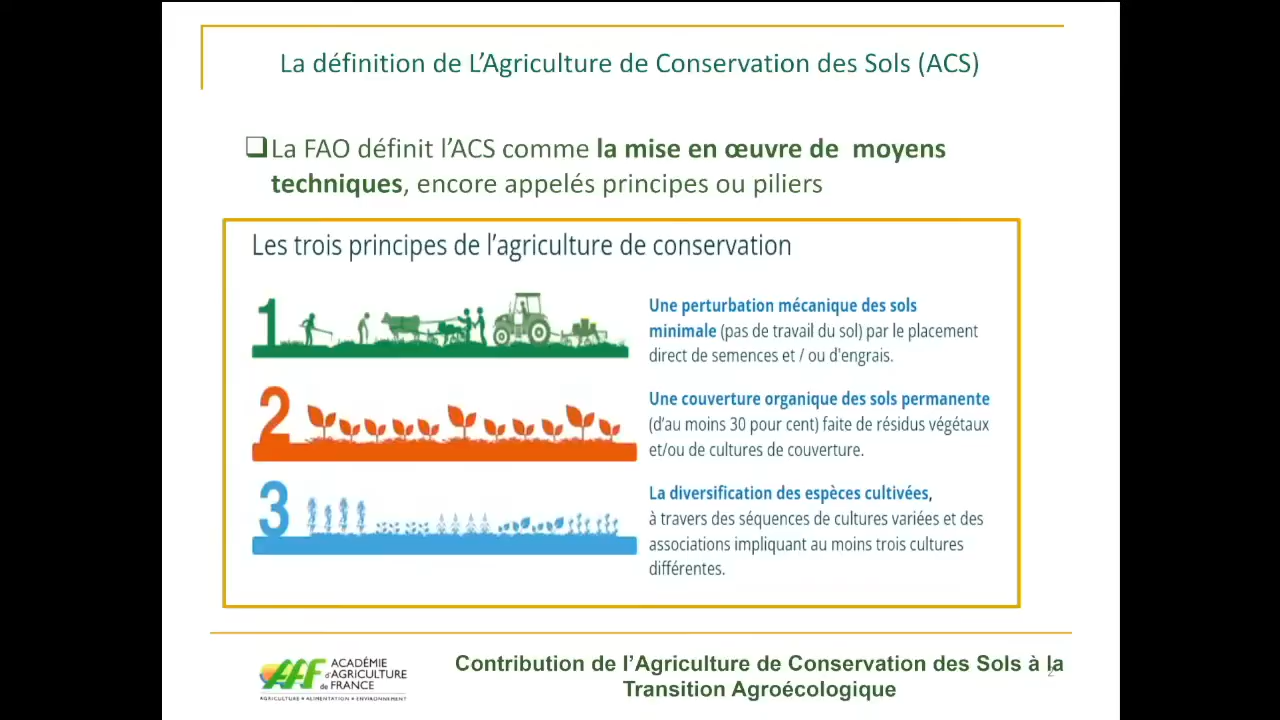 La définition de L'Agriculture de Conservation des Sols (ACS)
La FAO définit l'ACS comme la mise en œuvre de moyens
techniques, encore appelés principes ou piliers
Les trois principes de l'agriculture de conservation
1
Une perturbation mécanique des sols
minimale (pas de travail du sol) par le placement
direct de semences et / ou d'engrais.
2
Une couverture organique des sols permanente
(d'au moins 30 pour cent) faite de résidus végétaux
et/ou de cultures de couverture.
3
La diversification des espèces cultivées,
à travers des séquences de cultures variées et des
associations impliquant au moins trois cultures
différentes.
AAF
ACADÉMIE
d'AGRICULTURE
de FRANCE
AGRICULTURE • ALIMENTATION • ENVIRONNEMENT
Contribution de l'Agriculture de Conservation des Sols à la
Transition Agroécologique
2